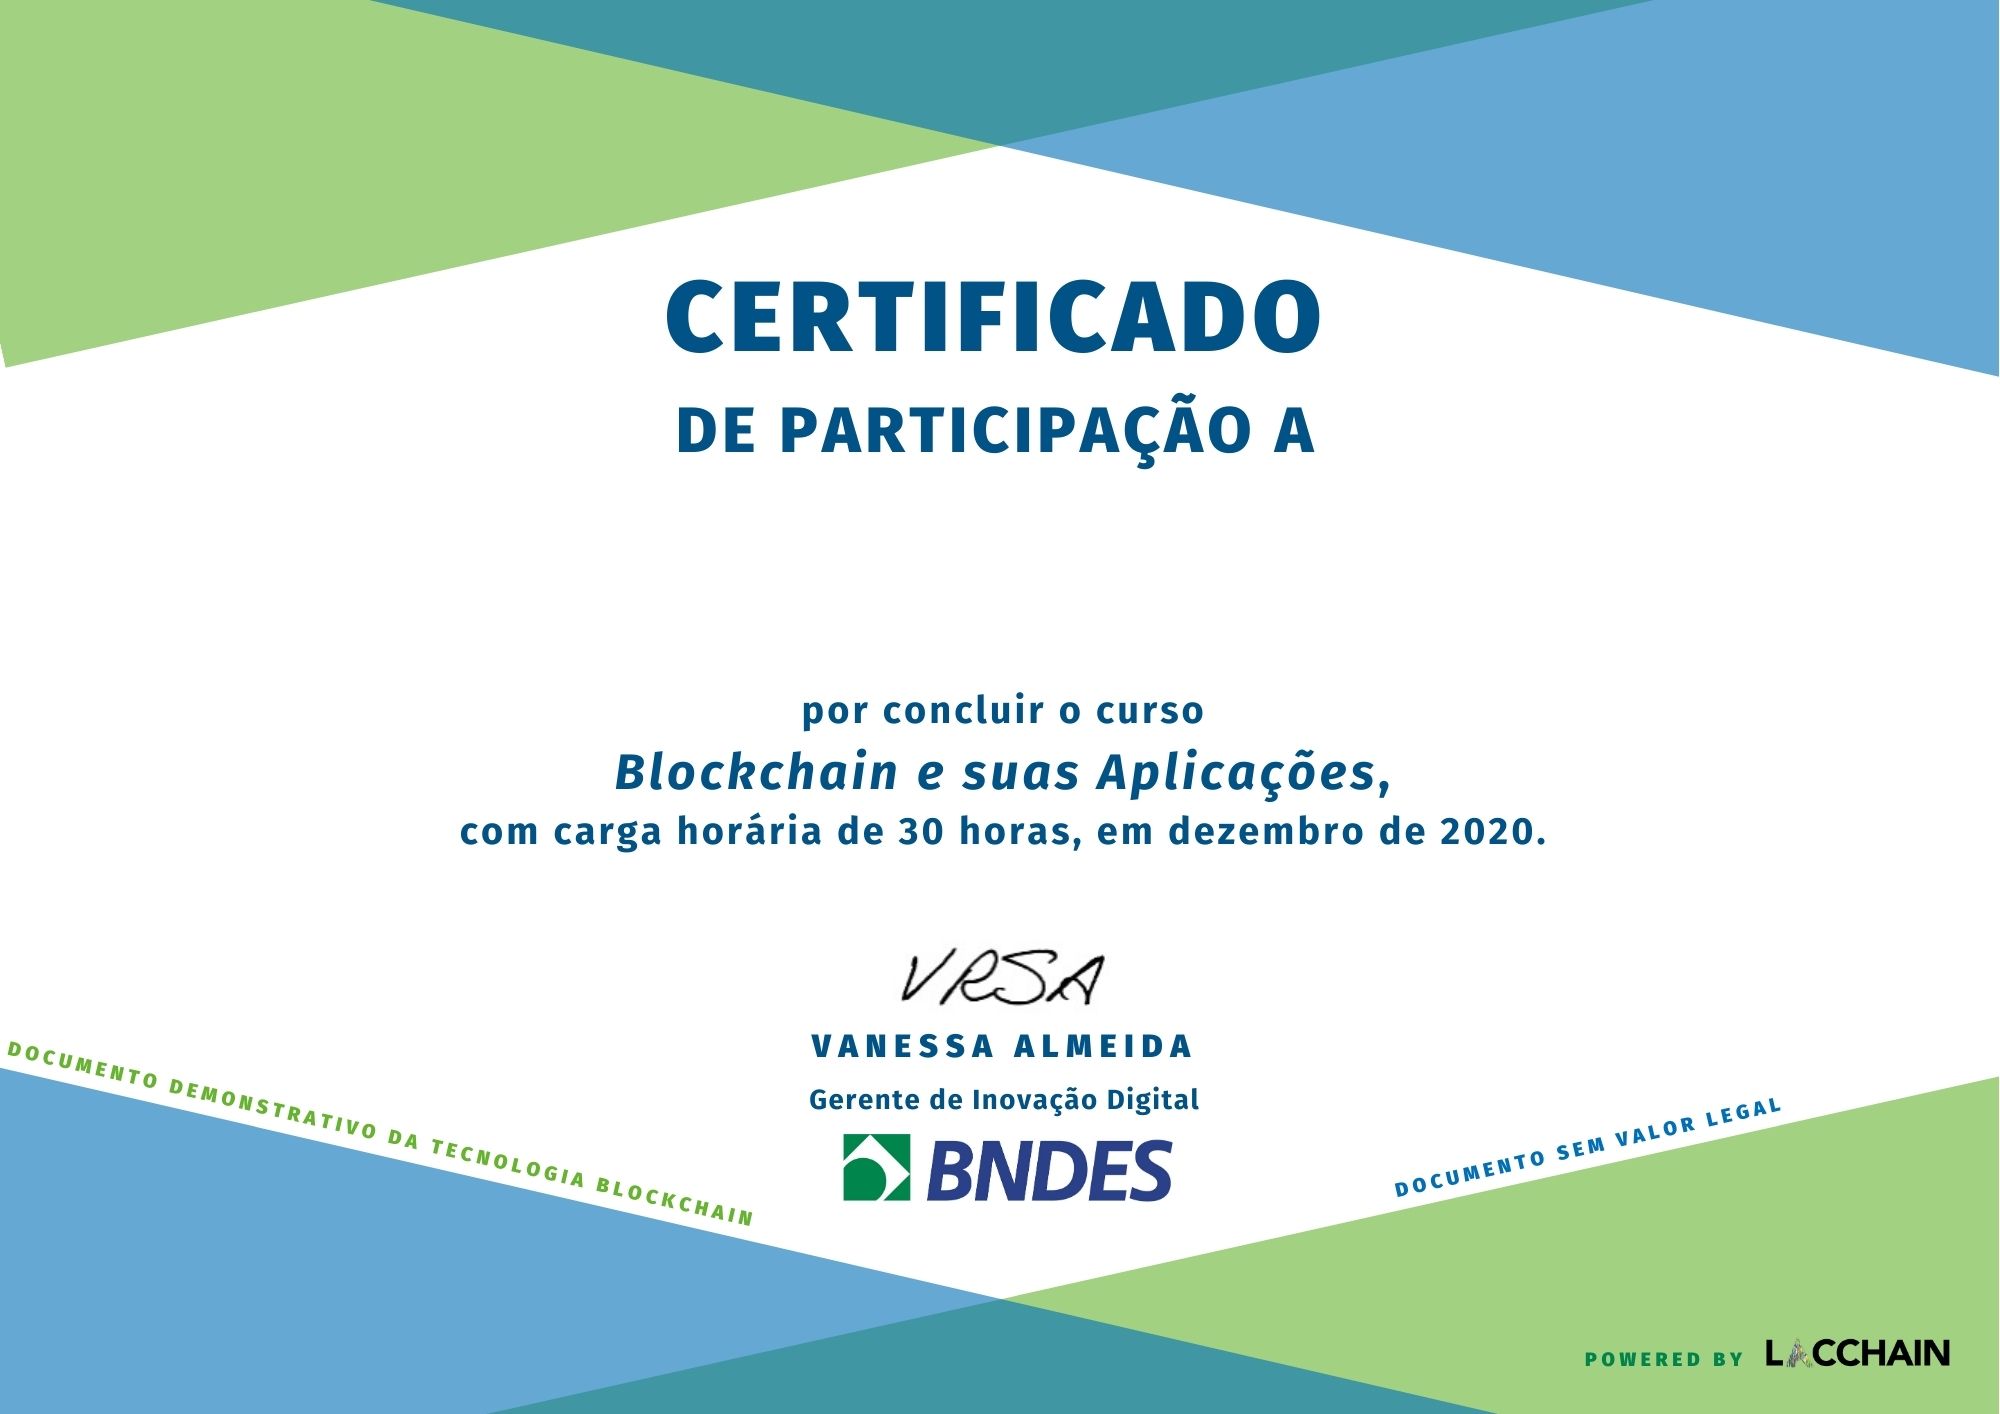 CERTIFICADO
DE PARTICIPAÇÃO A
por concluir o curso
Blockchain e suas Aplicações,
com carga horária de 30 horas, em dezembro de 2020.
VRSA
VANESSA ALMEIDA
Gerente de Inovação Digital
BNDES
DOCUMENTO DEMONSTRATIVO DA TECNOLOGIA BLOCKCHAIN
DOCUMENTO SEM VALOR LEGAL
POWERED BY LACCHAIN